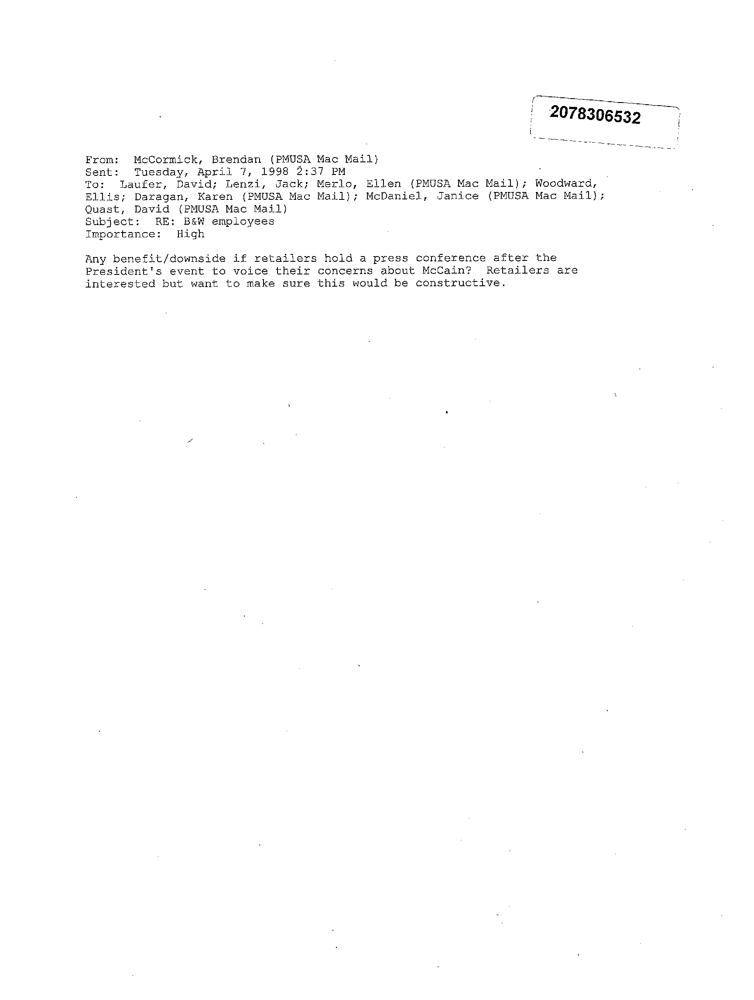 2078306532
From:  McCormick, Brendan (PMUSA Mac Mail)
Sent:  Tuesday, April 7, 1998 2:37 PM
To:  Laufer, David; Lenzi, Jack; Merlo, Ellen (PMUSA Mac Mail); Woodward,
Ellis; Daragan, Karen (PMUSA Mac Mail); McDaniel, Janice (PMUSA Mac Mail);
Quast, David (PMUSA Mac Mail)
Subject:  RE: B&W employees
Importance:  High
Any benefit/downside if retailers hold a press conference after the
President's event to voice their concerns about McCain?  Retailers are
interested but want to make sure this would be constructive.